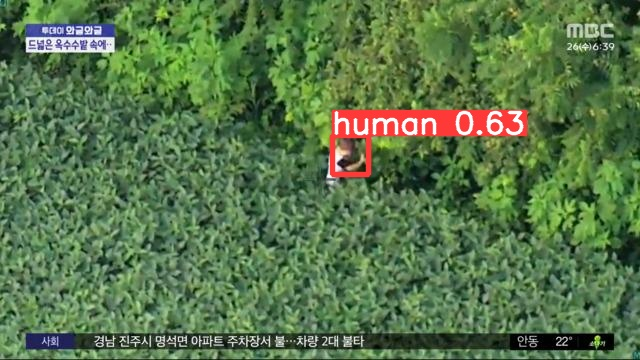 투데이 와글와글
드넓은 옥수수밭 속에··
MBC
26(수)6:39
human 0.63
사회
경남 진주시 명석면 아파트 주차장서 불…차량 2대 불타
안동 22°